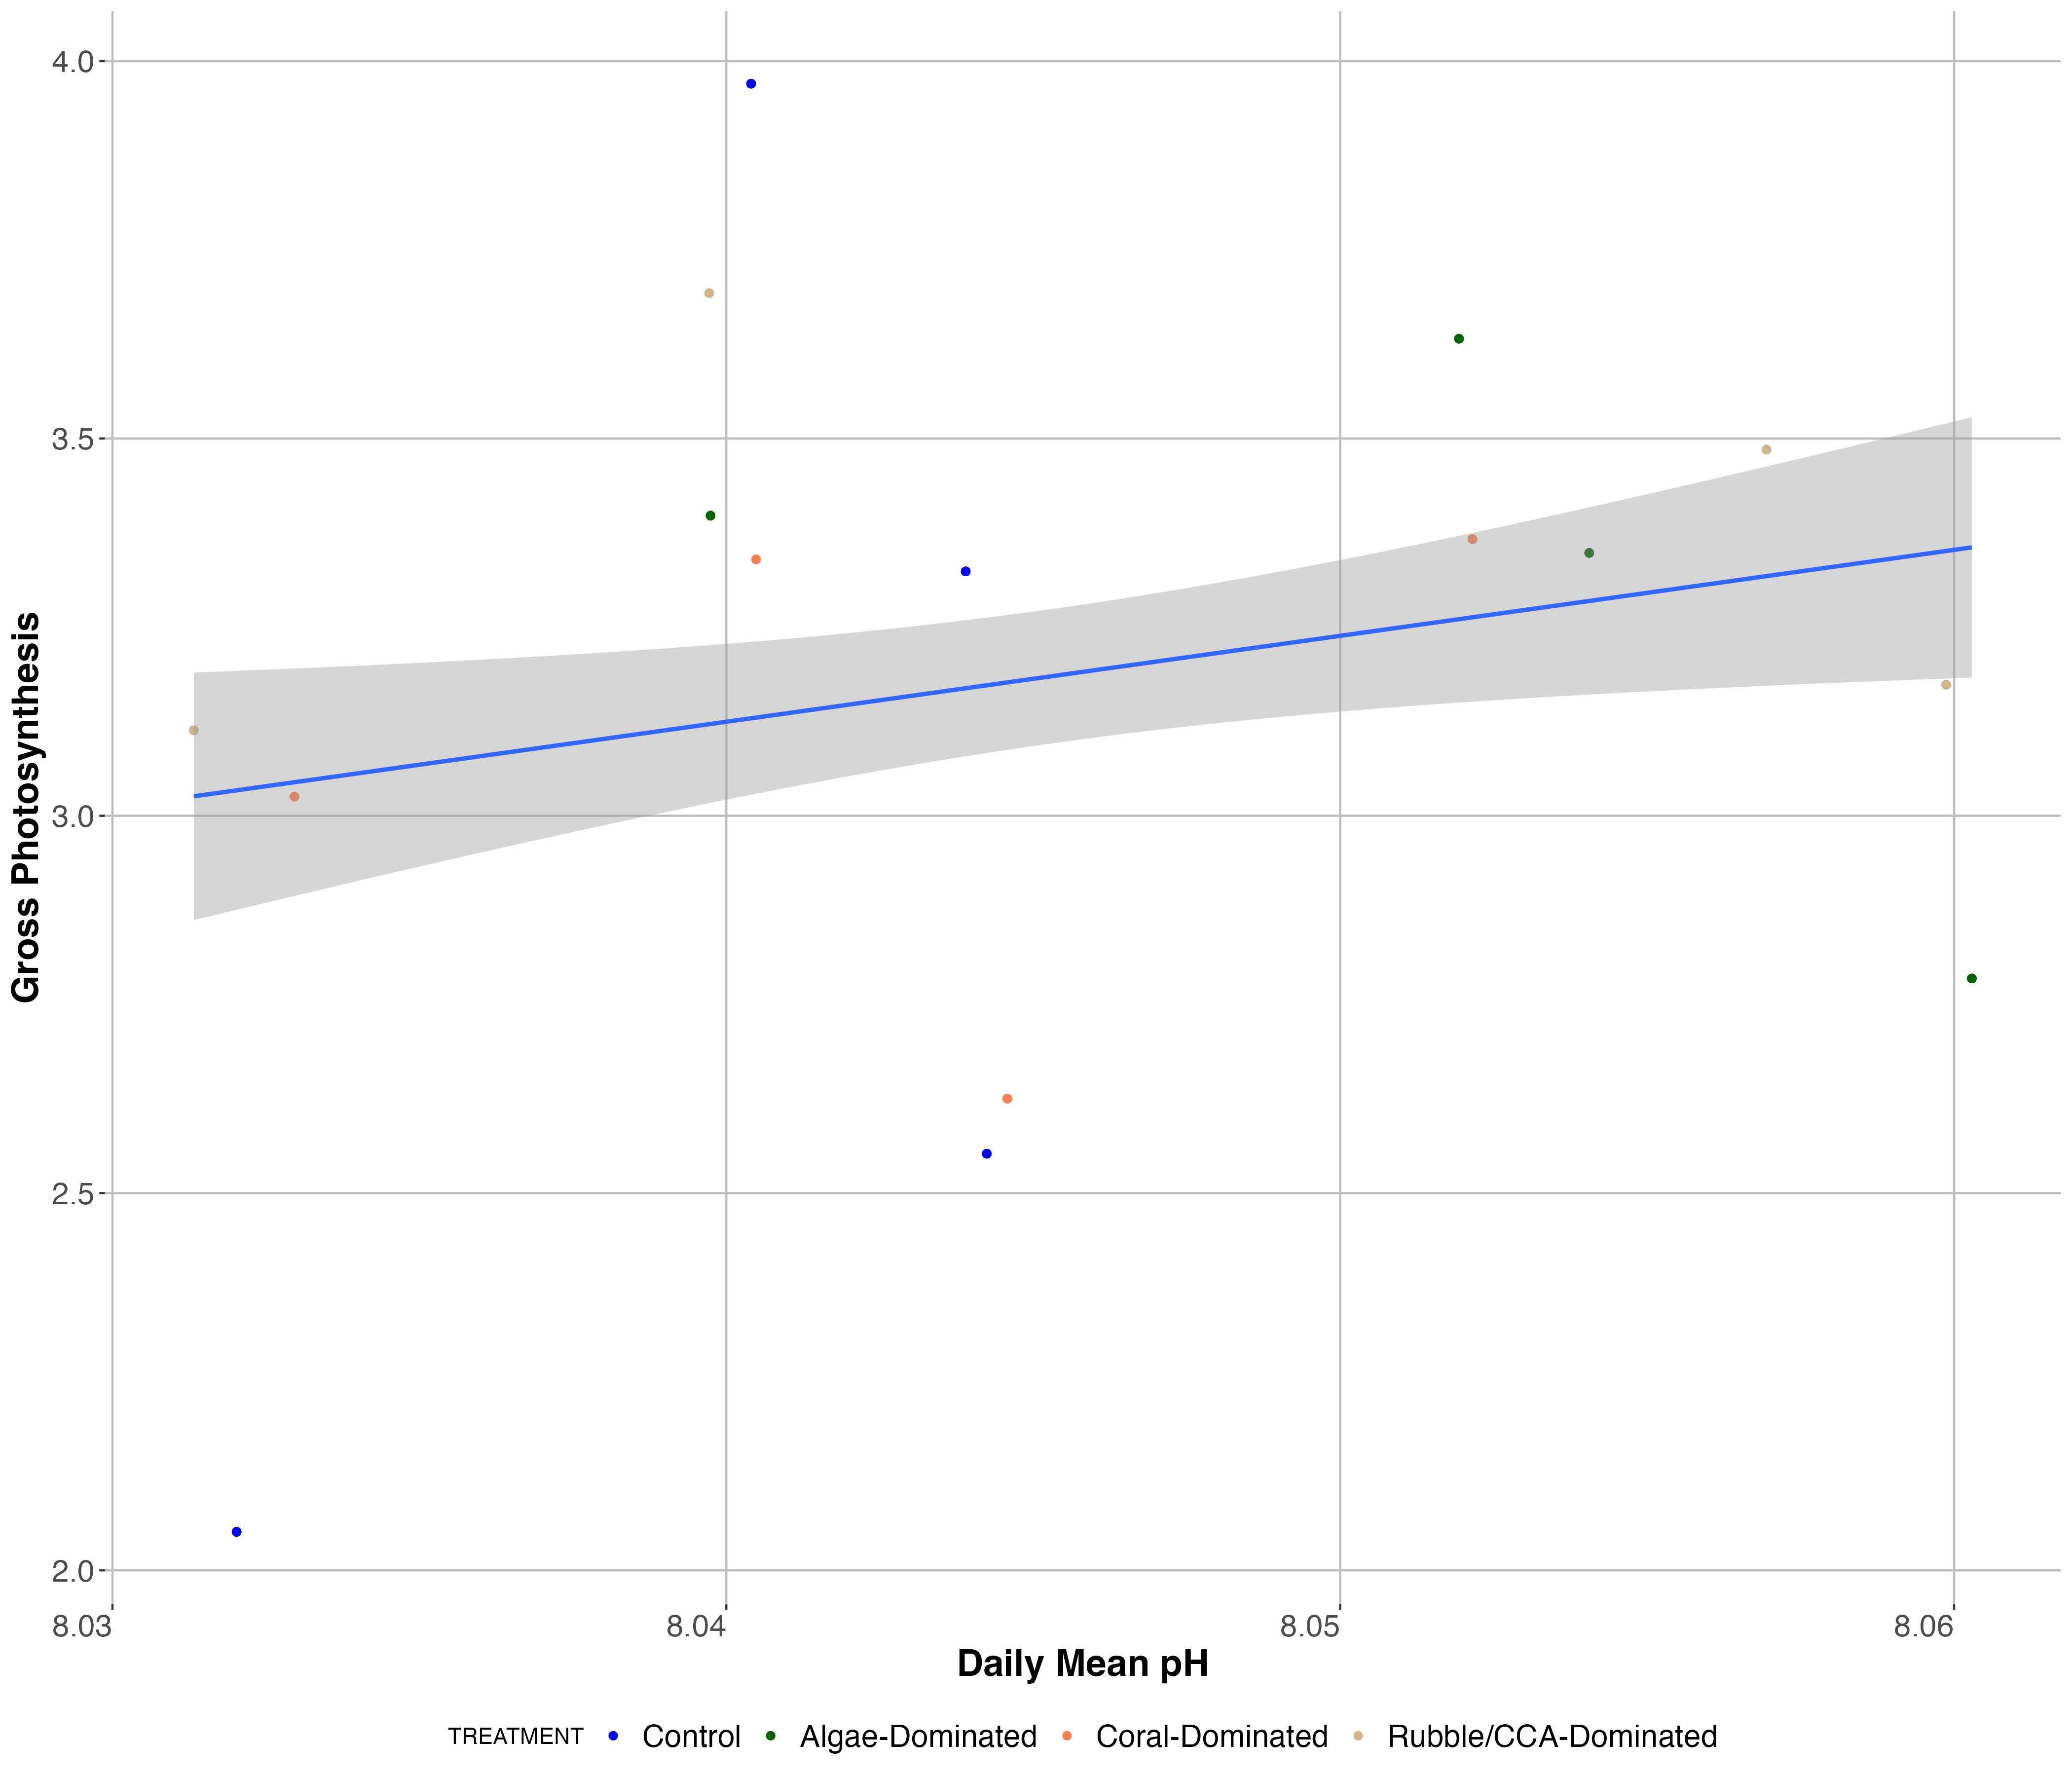 4.0
3.5
3.0
2.5
2.0
Gross Photosynthesis
8.03 8.04 8.05 8.06
Daily Mean pH
TREATMENT Control Algae-Dominated Coral-Dominated Rubble/CCA-Dominated